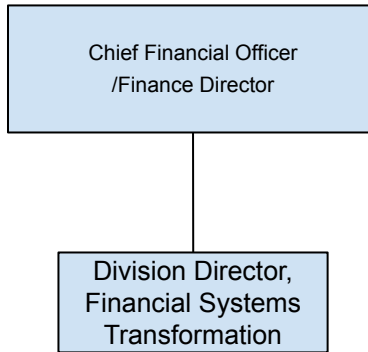 Chief Financial Officer
/Finance Director
Division Director,
Financial Systems
Transformation